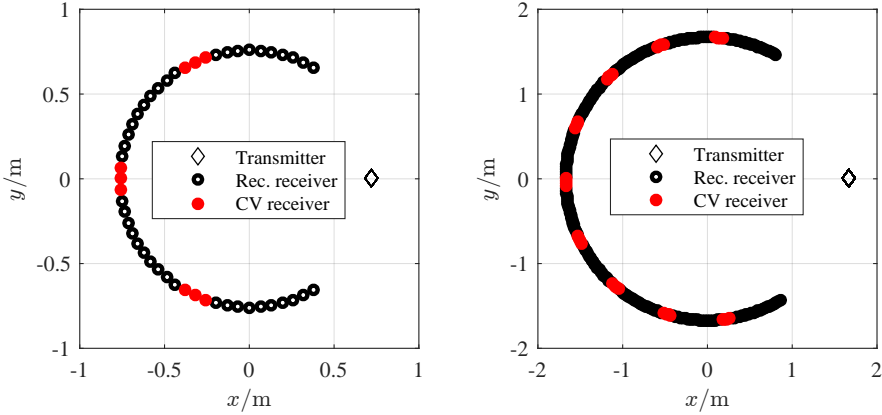 1
0.5
0
-0.5
-1
y/m
-1
-0.5
0
0.5
1
x/m
Transmitter
Rec. receiver
CV receiver
2
1
0
-1
-2
y/m
-2
-1
0
1
2
x/m
Transmitter
Rec. receiver
CV receiver